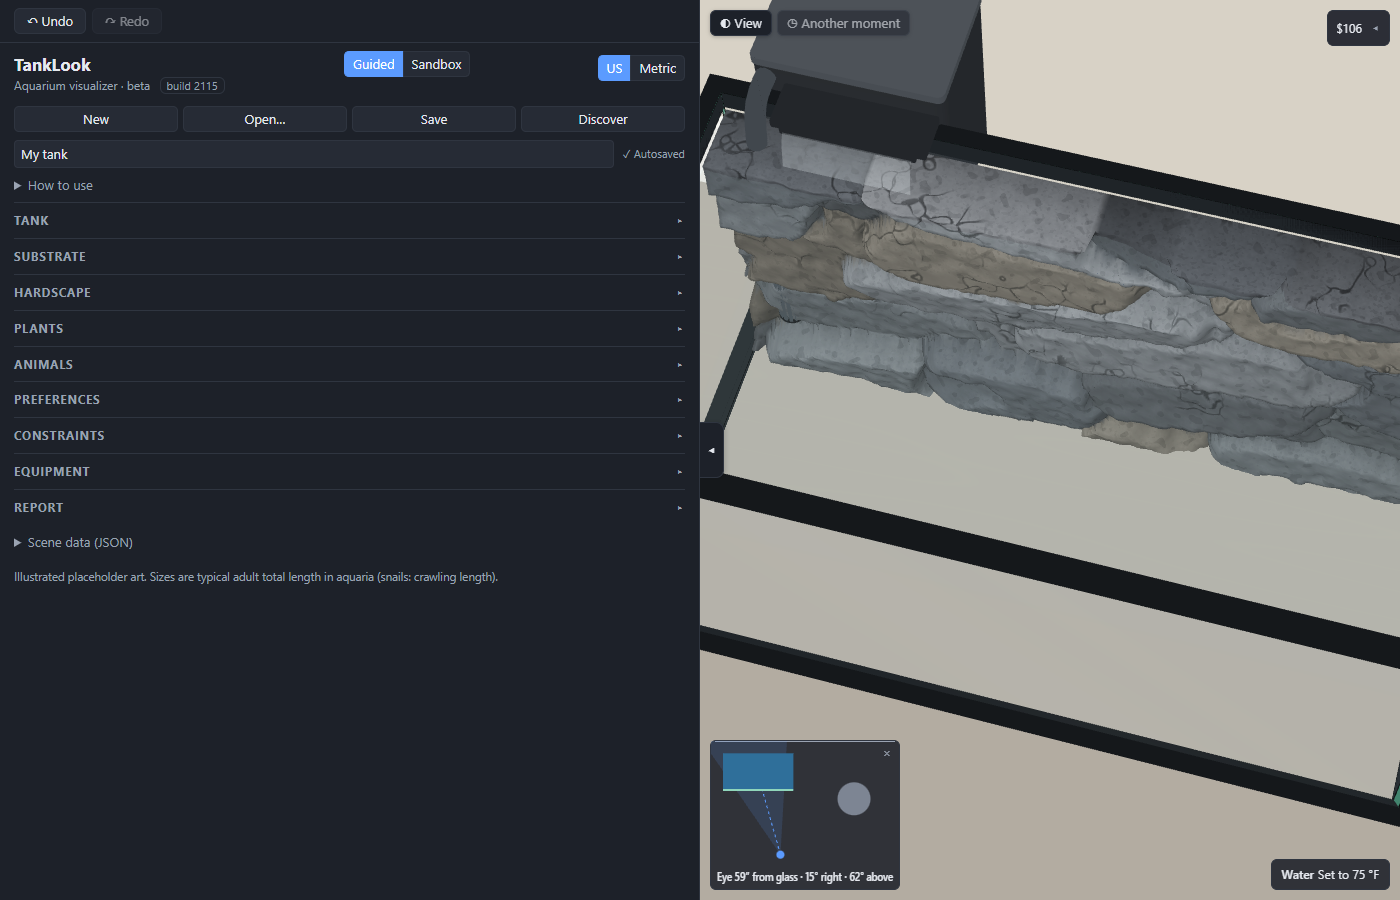 Undo
Redo
TankLook
Aquarium visualizer · beta
build 2115
Guided
Sandbox
US
Metric
New
Open...
Save
Discover
My tank
✓ Autosaved
How to use
TANK
SUBSTRATE
HARDSCAPE
PLANTS
ANIMALS
PREFERENCES
CONSTRAINTS
EQUIPMENT
REPORT
Scene data (JSON)
Illustrated placeholder art. Sizes are typical adult total length in aquaria (snails: crawling length).
View
Another moment
$106
Eye 59" from glass · 15° right · 62° above
Water Set to 75 °F